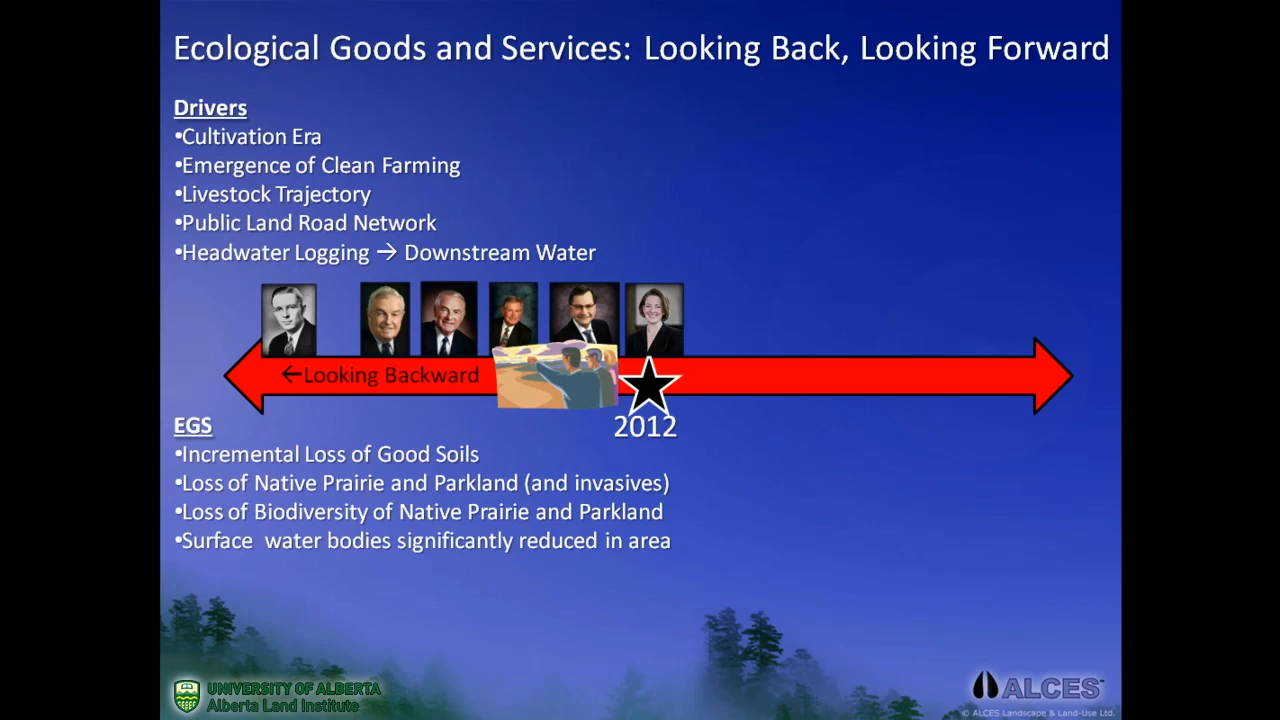 Ecological Goods and Services: Looking Back, Looking Forward
Drivers
•Cultivation Era
•Emergence of Clean Farming
•Livestock Trajectory
•Public Land Road Network
•Headwater Logging → Downstream Water
←Looking Backward
2012
EGS
•Incremental Loss of Good Soils
•Loss of Native Prairie and Parkland (and invasives)
•Loss of Biodiversity of Native Prairie and Parkland
•Surface  water bodies significantly reduced in area
UNIVERSITY OF ALBERTA
Alberta Land Institute
ALCES™
© ALCES Landscape & Land-Use Ltd.